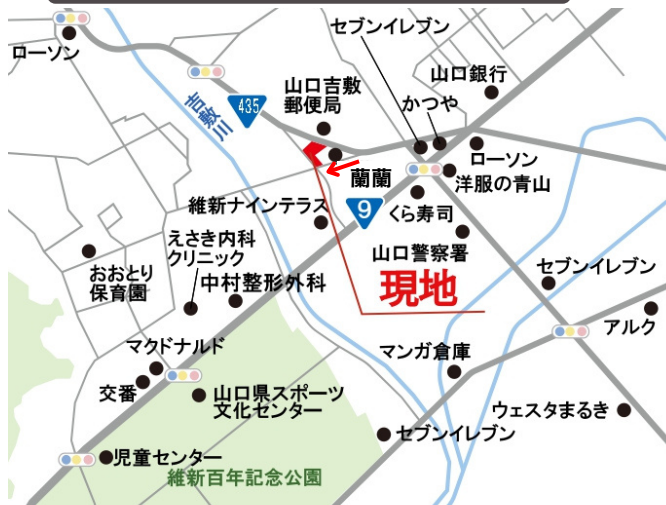 セブンイレブン
ローソン
山口銀行
山口吉敷
郵便局
435
かつや
吉敷川
ローソン
蘭蘭
洋服の青山
維新ナインテラス
9
くら寿司
えさき内科
クリニック
山口警察署
おおとり
保育園
中村整形外科
現地
セブンイレブン
アルク
マクドナルド
マンガ倉庫
交番
山口県スポーツ
文化センター
ウェスタまるき
セブンイレブン
児童センター
維新百年記念公園